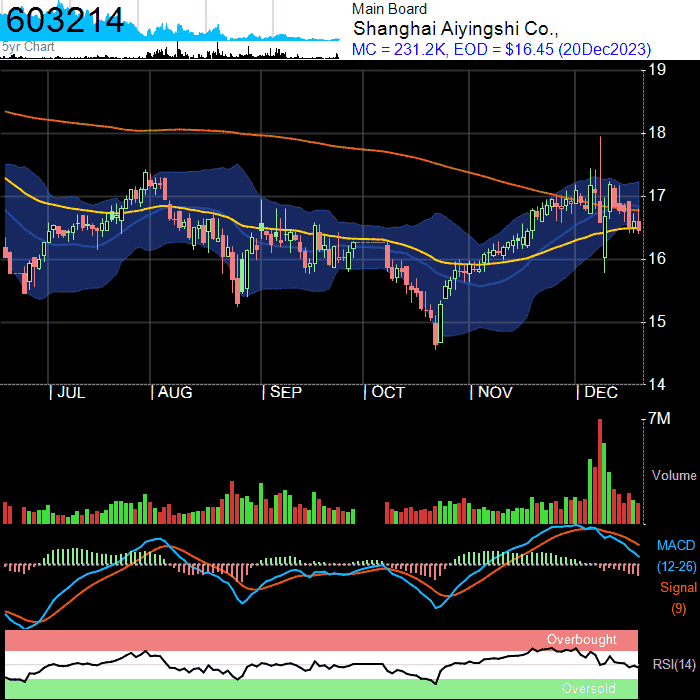 603214
5yr Chart
Main Board
Shanghai Aiyingshi Co.,
MC = 231.2K, EOD = $16.45 (20Dec2023)
19
18
17
16
15
14
| JUL | AUG | SEP | OCT | NOV | DEC
7M
Volume
MACD
(12-26)
Signal
(9)
Overbought
RSI(14)
Oversold